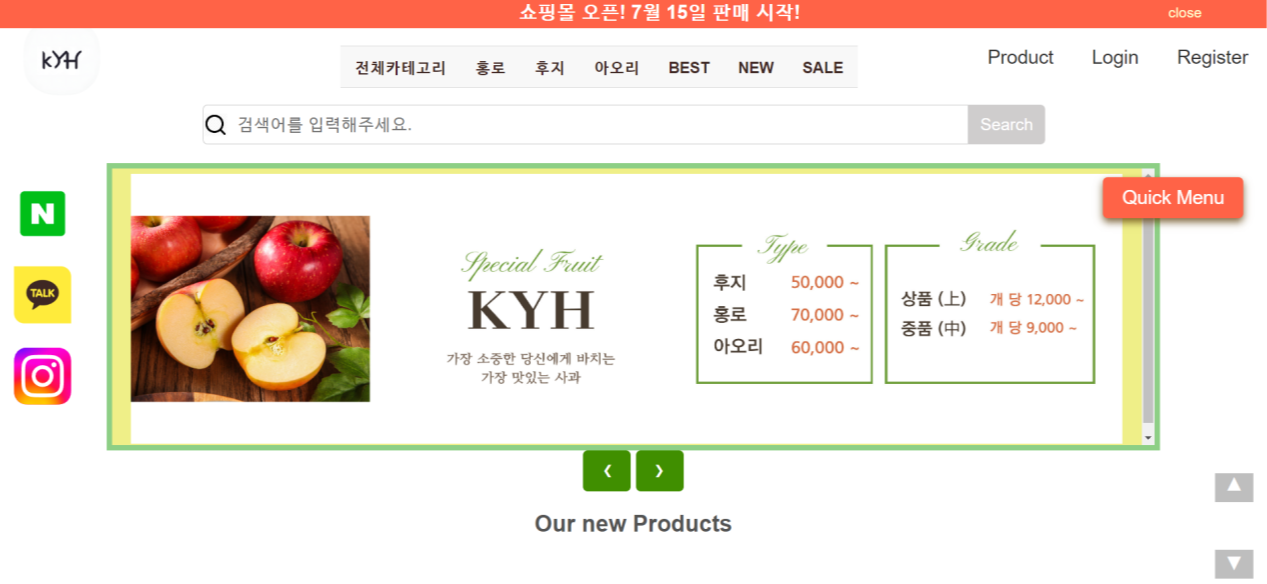 쇼핑몰 오픈! 7월 15일 판매 시작!
close
kYH
전체카테고리 홍로 후지 아오리 BEST NEW SALE
Product Login Register
검색어를 입력해주세요.
Search
N
TALK
Quick Menu
Special Fruit
KYH
가장 소중한 당신에게 바치는
가장 맛있는 사과
Type
후지 50,000 ~
홍로 70,000 ~
아오리 60,000 ~
Grade
상품 (上) 개 당 12,000 ~
중품 (中) 개 당 9,000 ~
❮ ❯
Our new Products
▲
▼